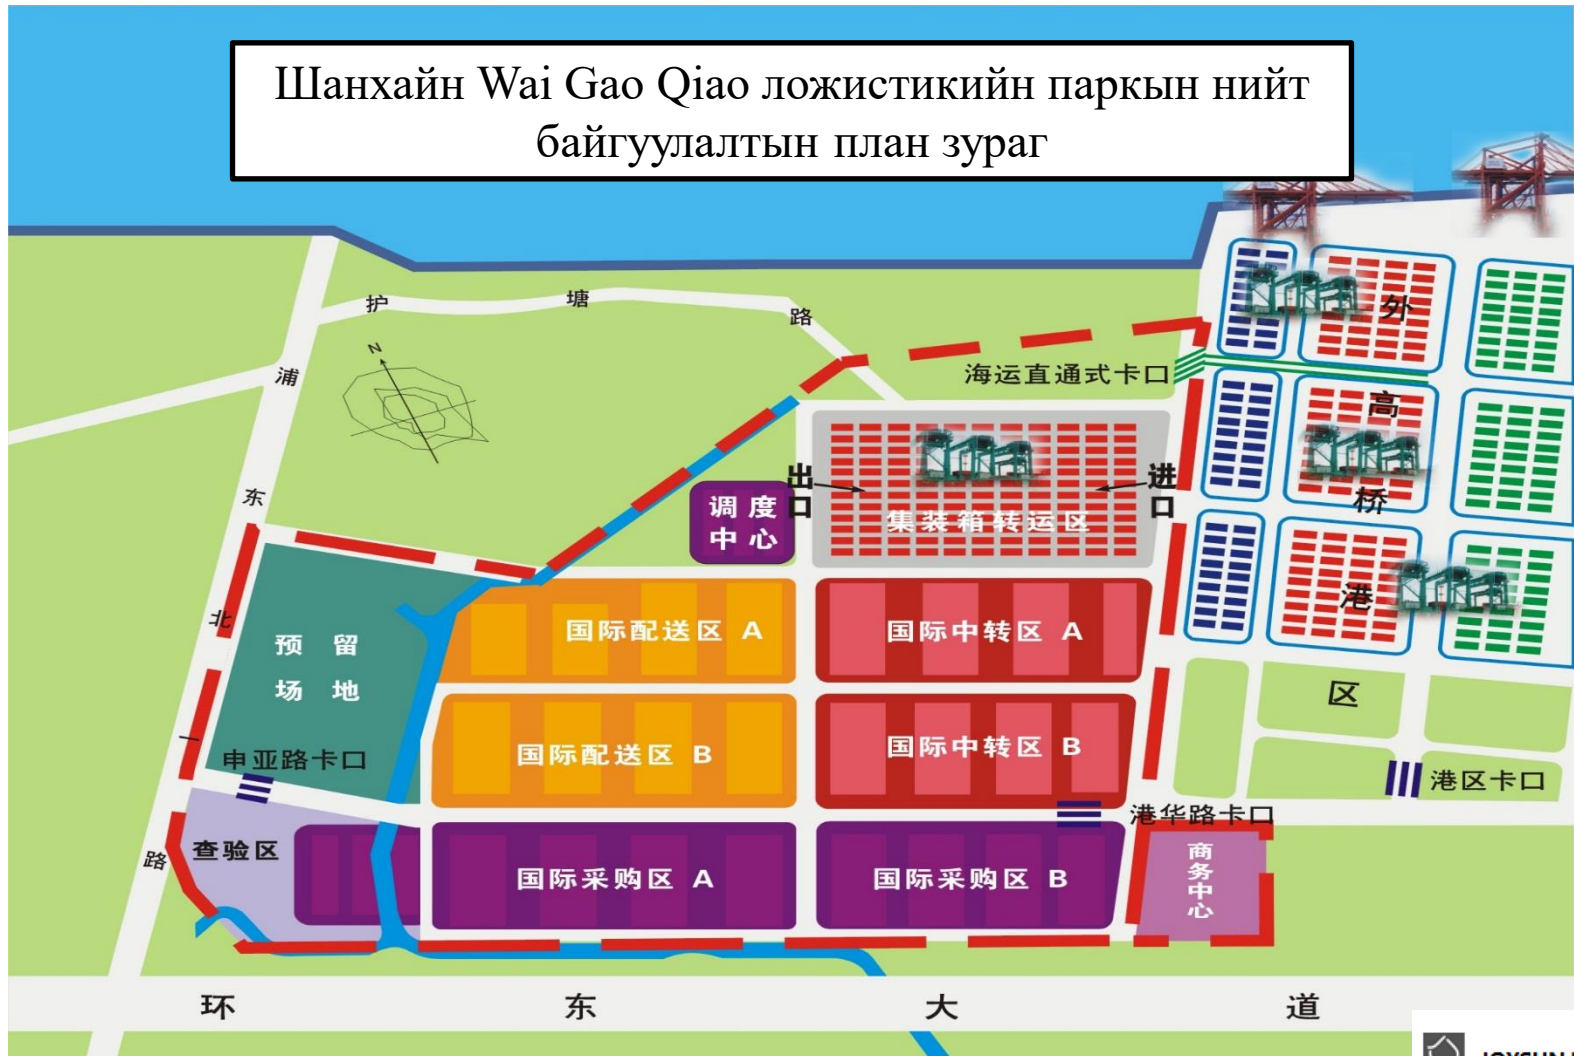 Шанхайн Wai Gao Qiao ложистикийн паркын нийт
байгуулалтын план зураг
护 塘 路
N
浦 东 北 一 路
海运直通式卡口
外 高 桥 港 区
出口
进口
调度
中心
集装箱转运区
预 留
场 地
国际配送区 A
国际中转区 A
国际配送区 B
国际中转区 B
申亚路卡口
港区卡口
港华路卡口
查验区
国际采购区 A
国际采购区 B
商务中心
环 东 大 道